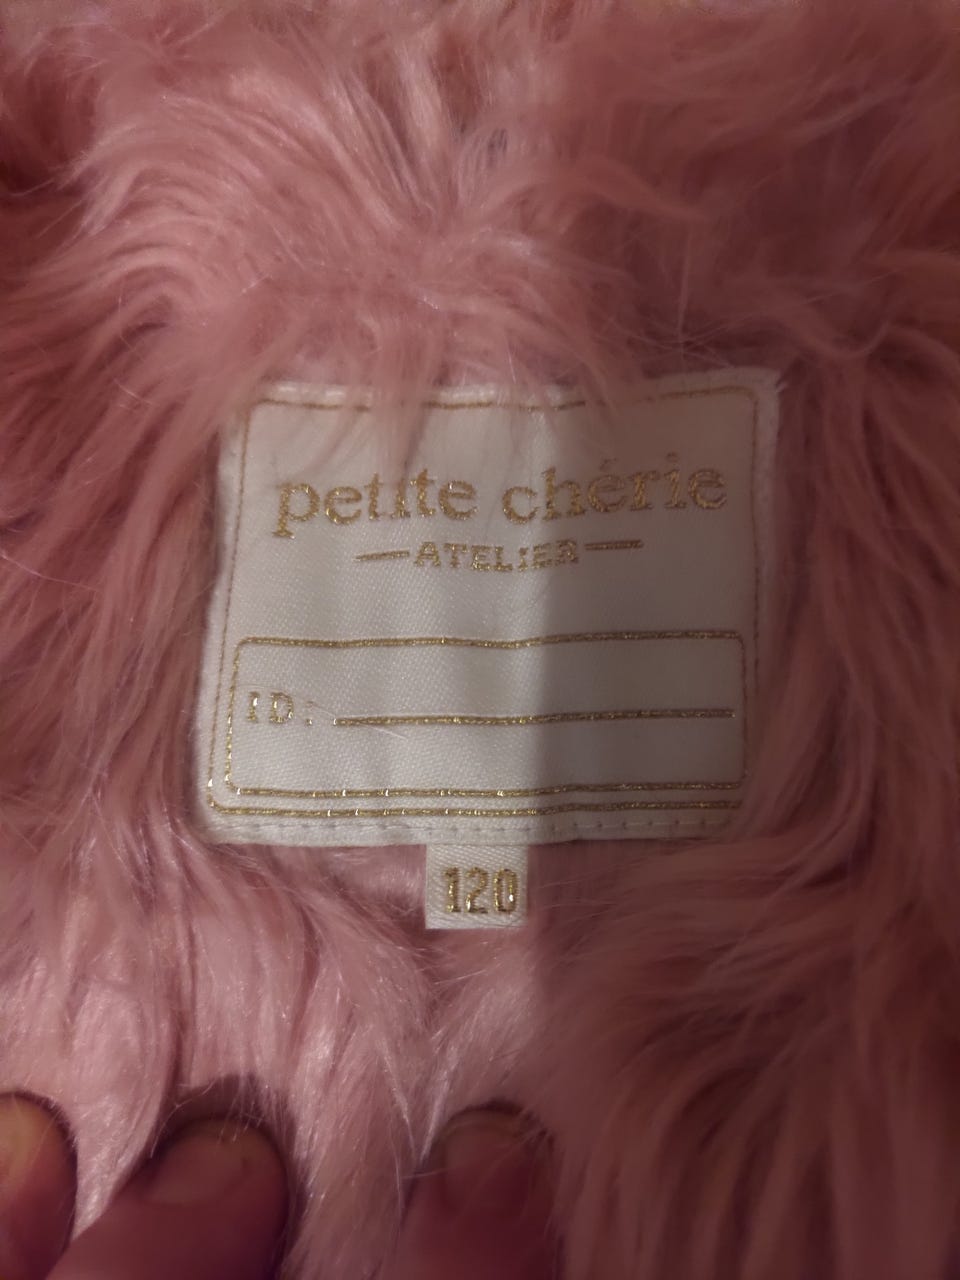 petite chérie
ATELIER
ID:
120